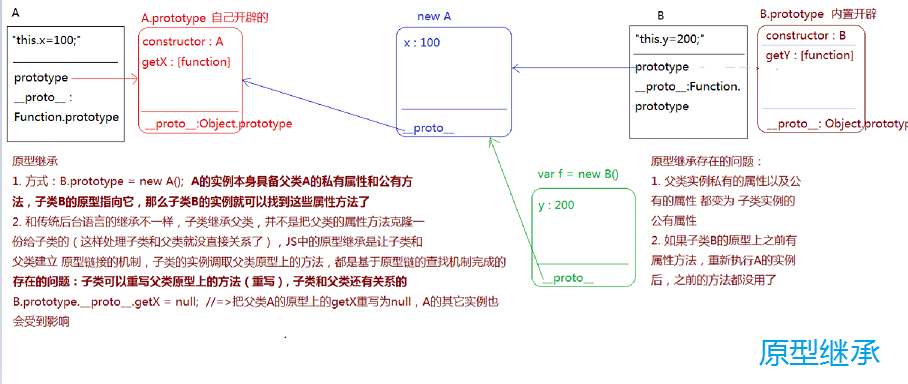 A
A.prototype 自己开辟的
new A
B
B.prototype 内置开辟
"this.x=100;"
prototype
__proto__ :
Function.prototype
constructor : A
getX : [function]
__proto__:Object.prototype
x : 100
__proto__
"this.y=200;"
prototype
__proto__:Function.
prototype
constructor : B
getY : [function]
__proto__: Object.prototype
var f = new B()
y : 200
__proto__
原型继承
1. 方式：B.prototype = new A(); A的实例本身具备父类A的私有属性和公有方
法，子类B的原型指向它，那么子类B的实例就可以找到这些属性方法了
2. 和传统后台语言的继承不一样，子类继承父类，并不是把父类的属性方法克隆一
份给子类的（这样处理子类和父类就没直接关系了），JS中的原型继承是让子类和
父类建立 原型链接的机制，子类的实例调取父类原型上的方法，都是基于原型链的查找机制完成的
存在的问题：子类可以重写父类原型上的方法（重写），子类和父类还有关系的
B.prototype.__proto__.getX = null; //=>把父类A的原型上的getX重写为null，A的其它实例也
会受到影响
原型继承存在的问题：
1. 父类实例私有的属性以及公
有的属性 都变为 子类实例的
公有属性
2. 如果子类B的原型上之前有
属性方法，重新执行A的实例
后，之前的方法都没用了
原型继承